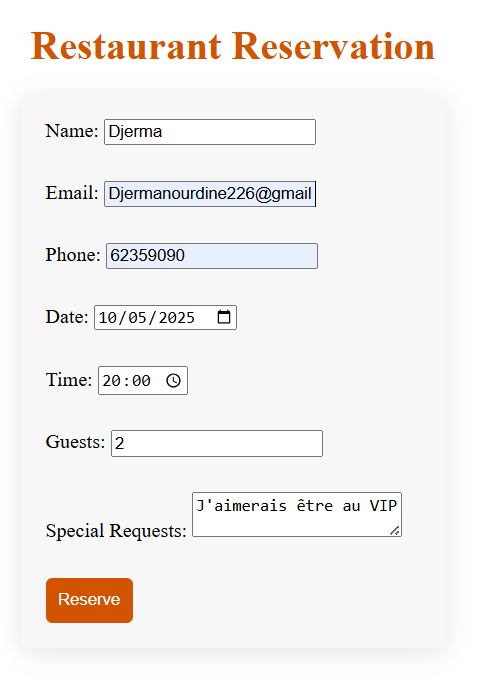 Restaurant Reservation
Name: Djerma
Email: Djermanourdine226@gmail
Phone: 62359090
Date: 10/05/2025
Time: 20:00
Guests: 2
Special Requests: J'aimerais être au VIP
Reserve